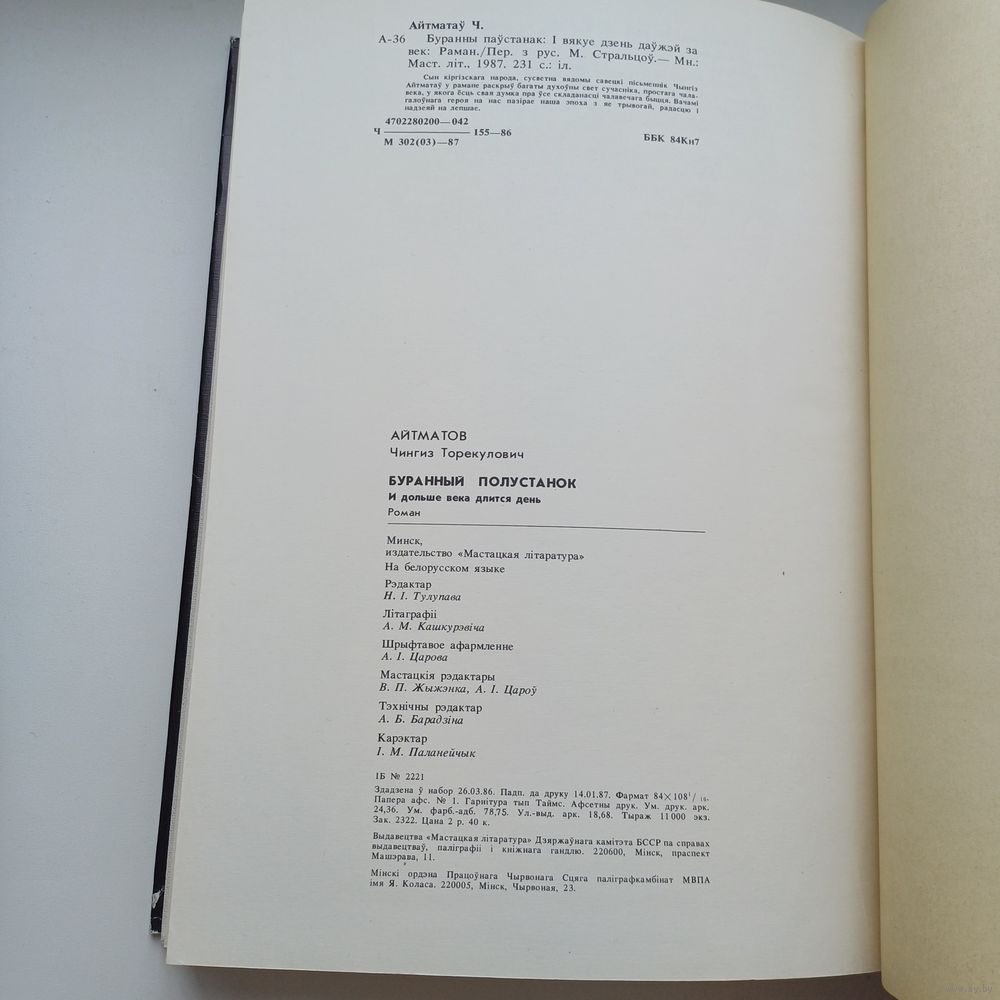 Айтматаў Ч.
А-36 Буранны паўстанак: І вякуе дзень даўжэй за
век: Раман./Пер. з рус. М. Стральцоў.— Мн.:
Маст. літ., 1987. 231 с.: іл.
Сын кіргізскага народа, сусветна вядомы савецкі пісьменнік Чынгіз
Айтматаў у рамане раскрыў багаты духоўны свет сучасніка, простага чала-
века, у якога ёсць свая думка пра ўсе складанасці чалавечага быцця. Вачамі
галоўнага героя на нас пазірае наша эпоха з яе трывогай, радасцю і
надзеяй на лепшае.
4702280200—042
Ч ——— 155—86
М 302(03)—87
ББК 84Кн7
АЙТМАТОВ
Чингиз Торекулович
БУРАННЫЙ ПОЛУСТАНОК
И дольше века длится день
Роман
Минск,
издательство «Мастацкая літаратура»
На белорусском языке
Рэдактар
Н. І. Тулупава
Літаграфіі
А. М. Кашкурэвіча
Шрыфтавое афармленне
А. І. Царова
Мастацкія рэдактары
В. П. Жыжэнка, А. І. Цароў
Тэхнічны рэдактар
А. Б. Барадзіна
Карэктар
І. М. Паланейчык
ІБ № 2221
Здадзена ў набор 26.03.86. Падп. да друку 14.01.87. Фармат 84×108¹/₁₆.
Папера афс. № 1. Гарнітура тып Таймс. Афсетны друк. Ум. друк. арк.
24,36. Ум. фарб.-адб. 78,75. Ул.-выд. арк. 18,68. Тыраж 11 000 экз.
Зак. 2322. Цана 2 р. 40 к.
Выдавецтва «Мастацкая літаратура» Дзяржаўнага камітэта БССР па справах
выдавецтваў, паліграфіі і кніжнага гандлю. 220600, Мінск, праспект
Машэрава, 11.
Мінскі ордэна Працоўнага Чырвонага Сцяга паліграфкамбінат МВПА
імя Я. Коласа. 220005, Мінск, Чырвоная, 23.
www.ay.by